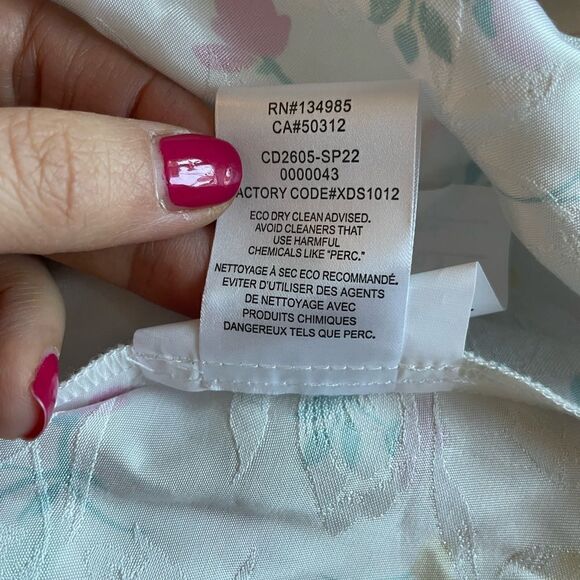 RN#134985
CA#50312
CD2605-SP22
0000043
ACTORY CODE#XDS1012
ECO DRY CLEAN ADVISED.
AVOID CLEANERS THAT
USE HARMFUL
CHEMICALS LIKE "PERC."
NETTOYAGE À SEC ECO RECOMMANDÉ.
EVITER D'UTILISER DES AGENTS
DE NETTOYAGE AVEC
PRODUITS CHIMIQUES
DANGEREUX TELS QUE PERC.